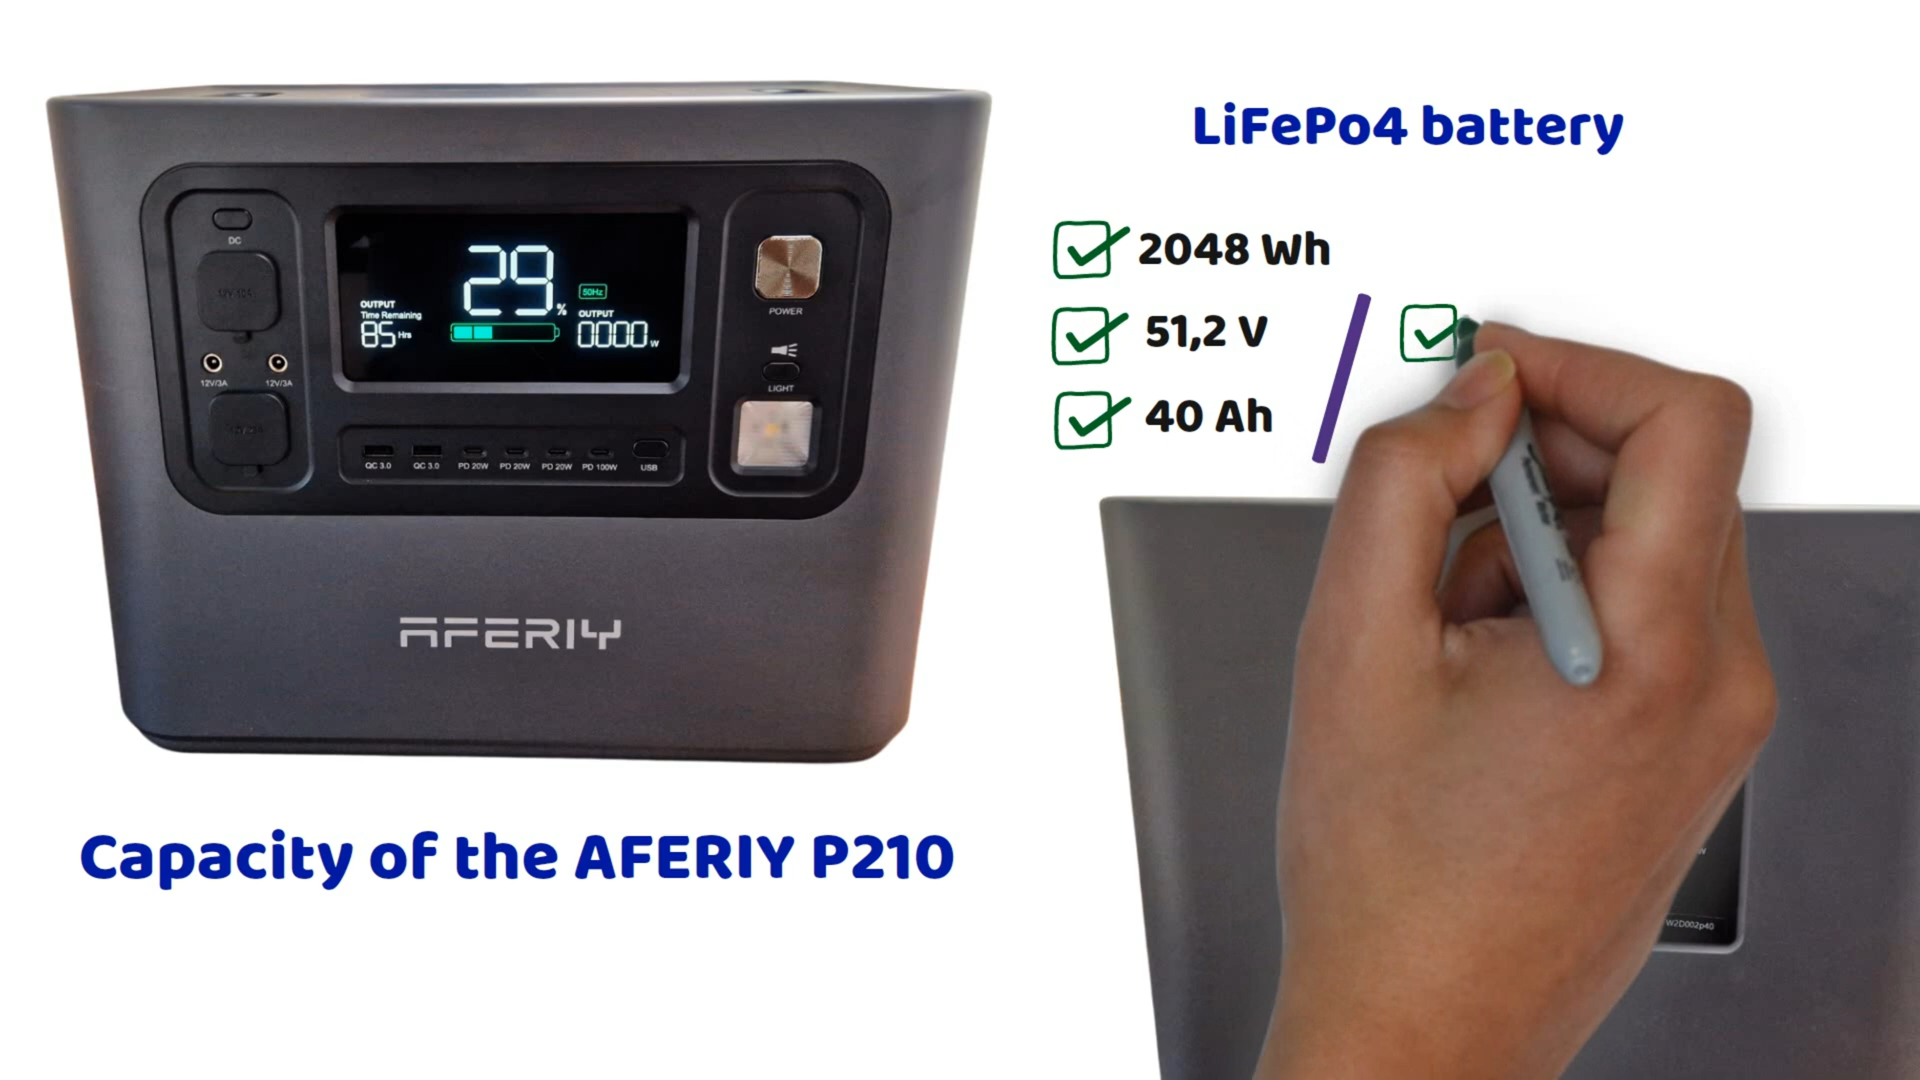 LiFePo4 battery
2048 Wh
51,2 V
40 Ah
DC
12V/3A
12V/3A
OUTPUT
Time Remaining
85 Hrs
29 %
50Hz
OUTPUT
0000 W
POWER
LIGHT
QC 3.0
QC 3.0
PD 20W
PD 20W
PD 20W
PD 100W
USB
AFERIY
W2D002p40
Capacity of the AFERIY P210